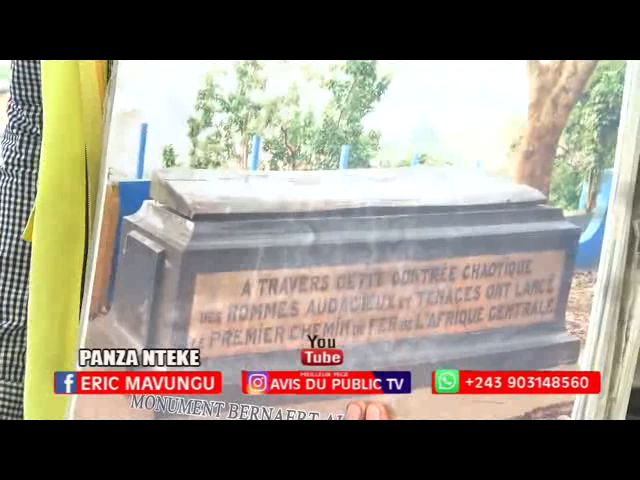 A TRAVERS CETTE CONTRÉE CHAOTIQUE
DES HOMMES AUDACIEUX ET TENACES ONT LANCÉ
LE PREMIER CHEMIN DE FER DE L'AFRIQUE CENTRALE
You
Tube
PANZA NTEKE
ERIC MAVUNGU
AVIS DU PUBLIC TV
+243 903148560
MONUMENT BERNAERT